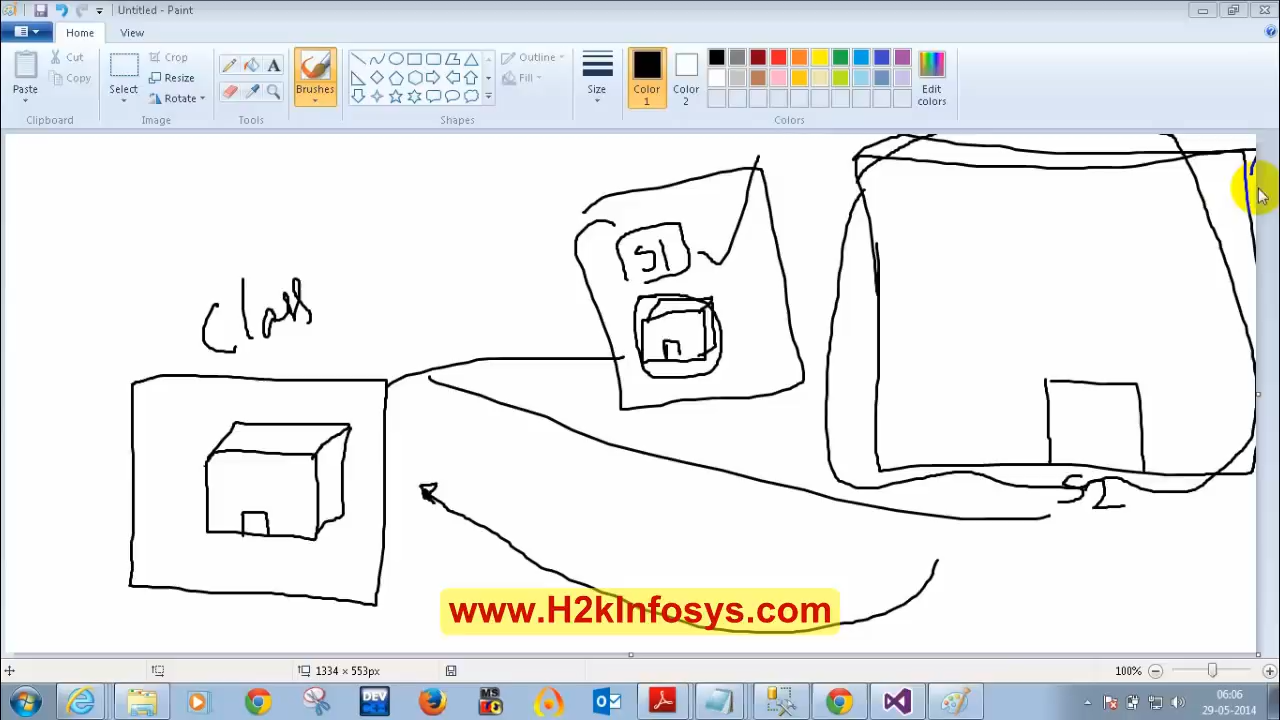 Untitled - Paint
Home
View
Paste
Cut
Copy
Clipboard
Select
Crop
Resize
Rotate
Image
Tools
Brushes
Shapes
Outline
Fill
Size
Color 1
Color 2
Edit colors
Colors
S1
Class
S2
www.H2kInfosys.com
1334 × 553px
100%
DEV
MS
06:06
29-05-2014